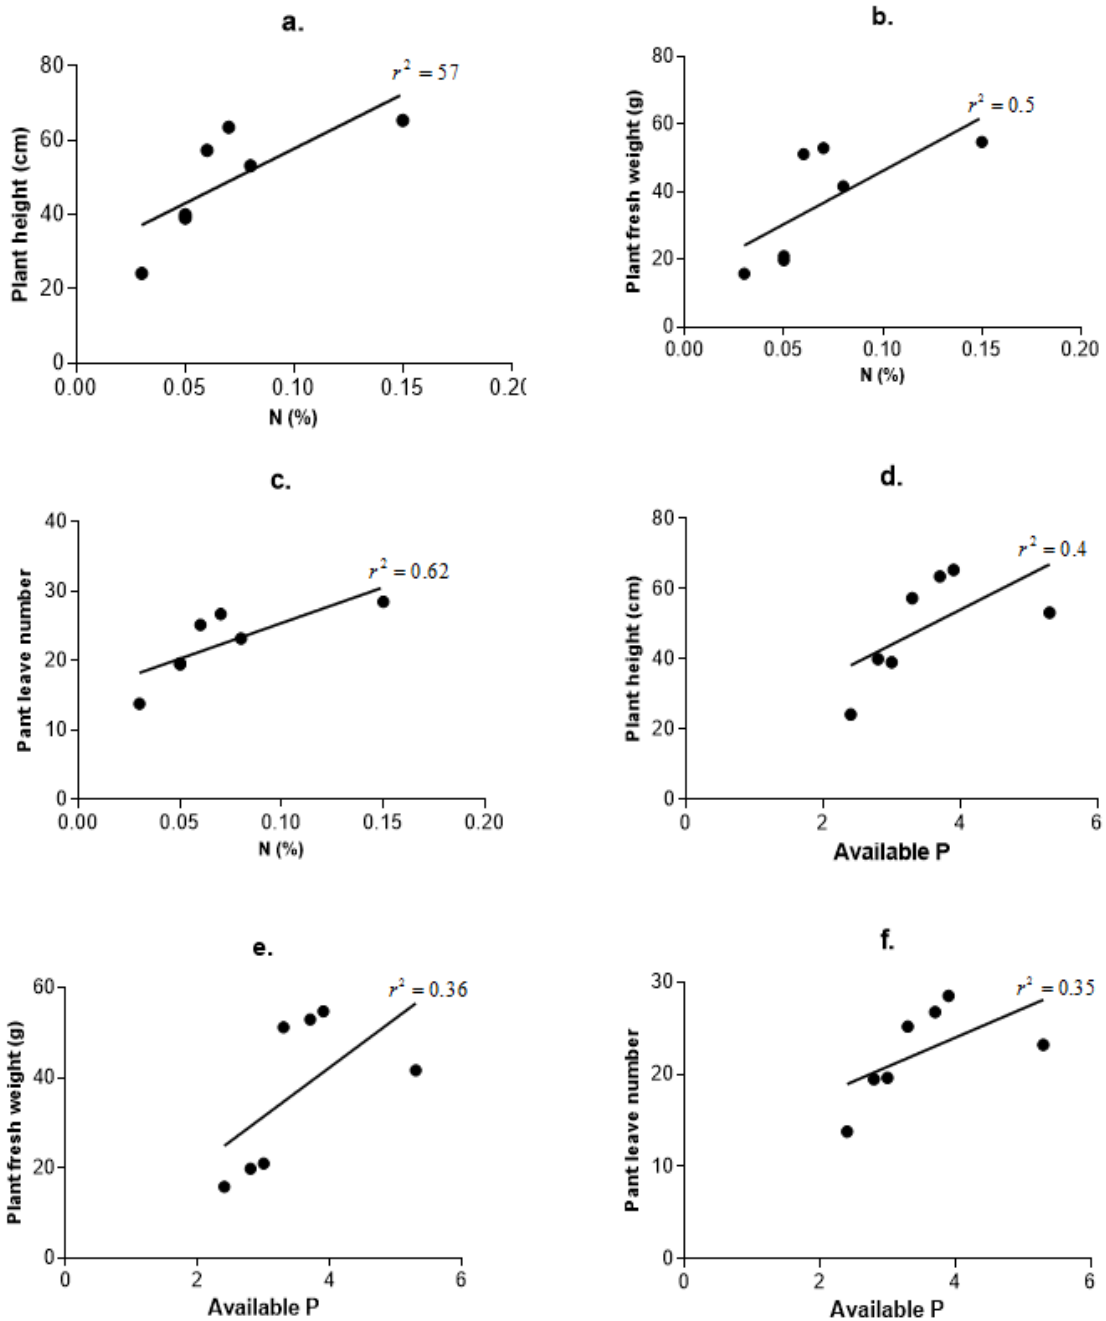 a.
r² = 57
80
60
40
20
0
Plant height (cm)
0.00 0.05 0.10 0.15 0.20
N (%)
b.
r² = 0.5
80
60
40
20
0
Plant fresh weight (g)
0.00 0.05 0.10 0.15 0.20
N (%)
c.
r² = 0.62
40
30
20
10
0
Pant leave number
0.00 0.05 0.10 0.15 0.20
N (%)
d.
r² = 0.4
80
60
40
20
0
Plant height (cm)
0 2 4 6
Available P
e.
r² = 0.36
60
40
20
0
Plant fresh weight (g)
0 2 4 6
Available P
f.
r² = 0.35
30
20
10
0
Pant leave number
0 2 4 6
Available P